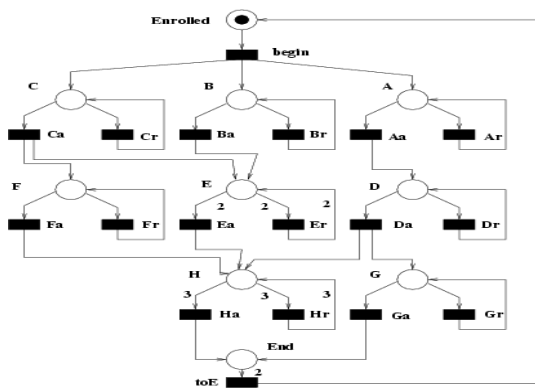 Enrolled
begin
C B A
Ca Cr Ba Br Aa Ar
F E D
2 2 2
Fa Fr Ea Er Da Dr
H G
3 3 3
Ha Hr Ga Gr
End
2
toE